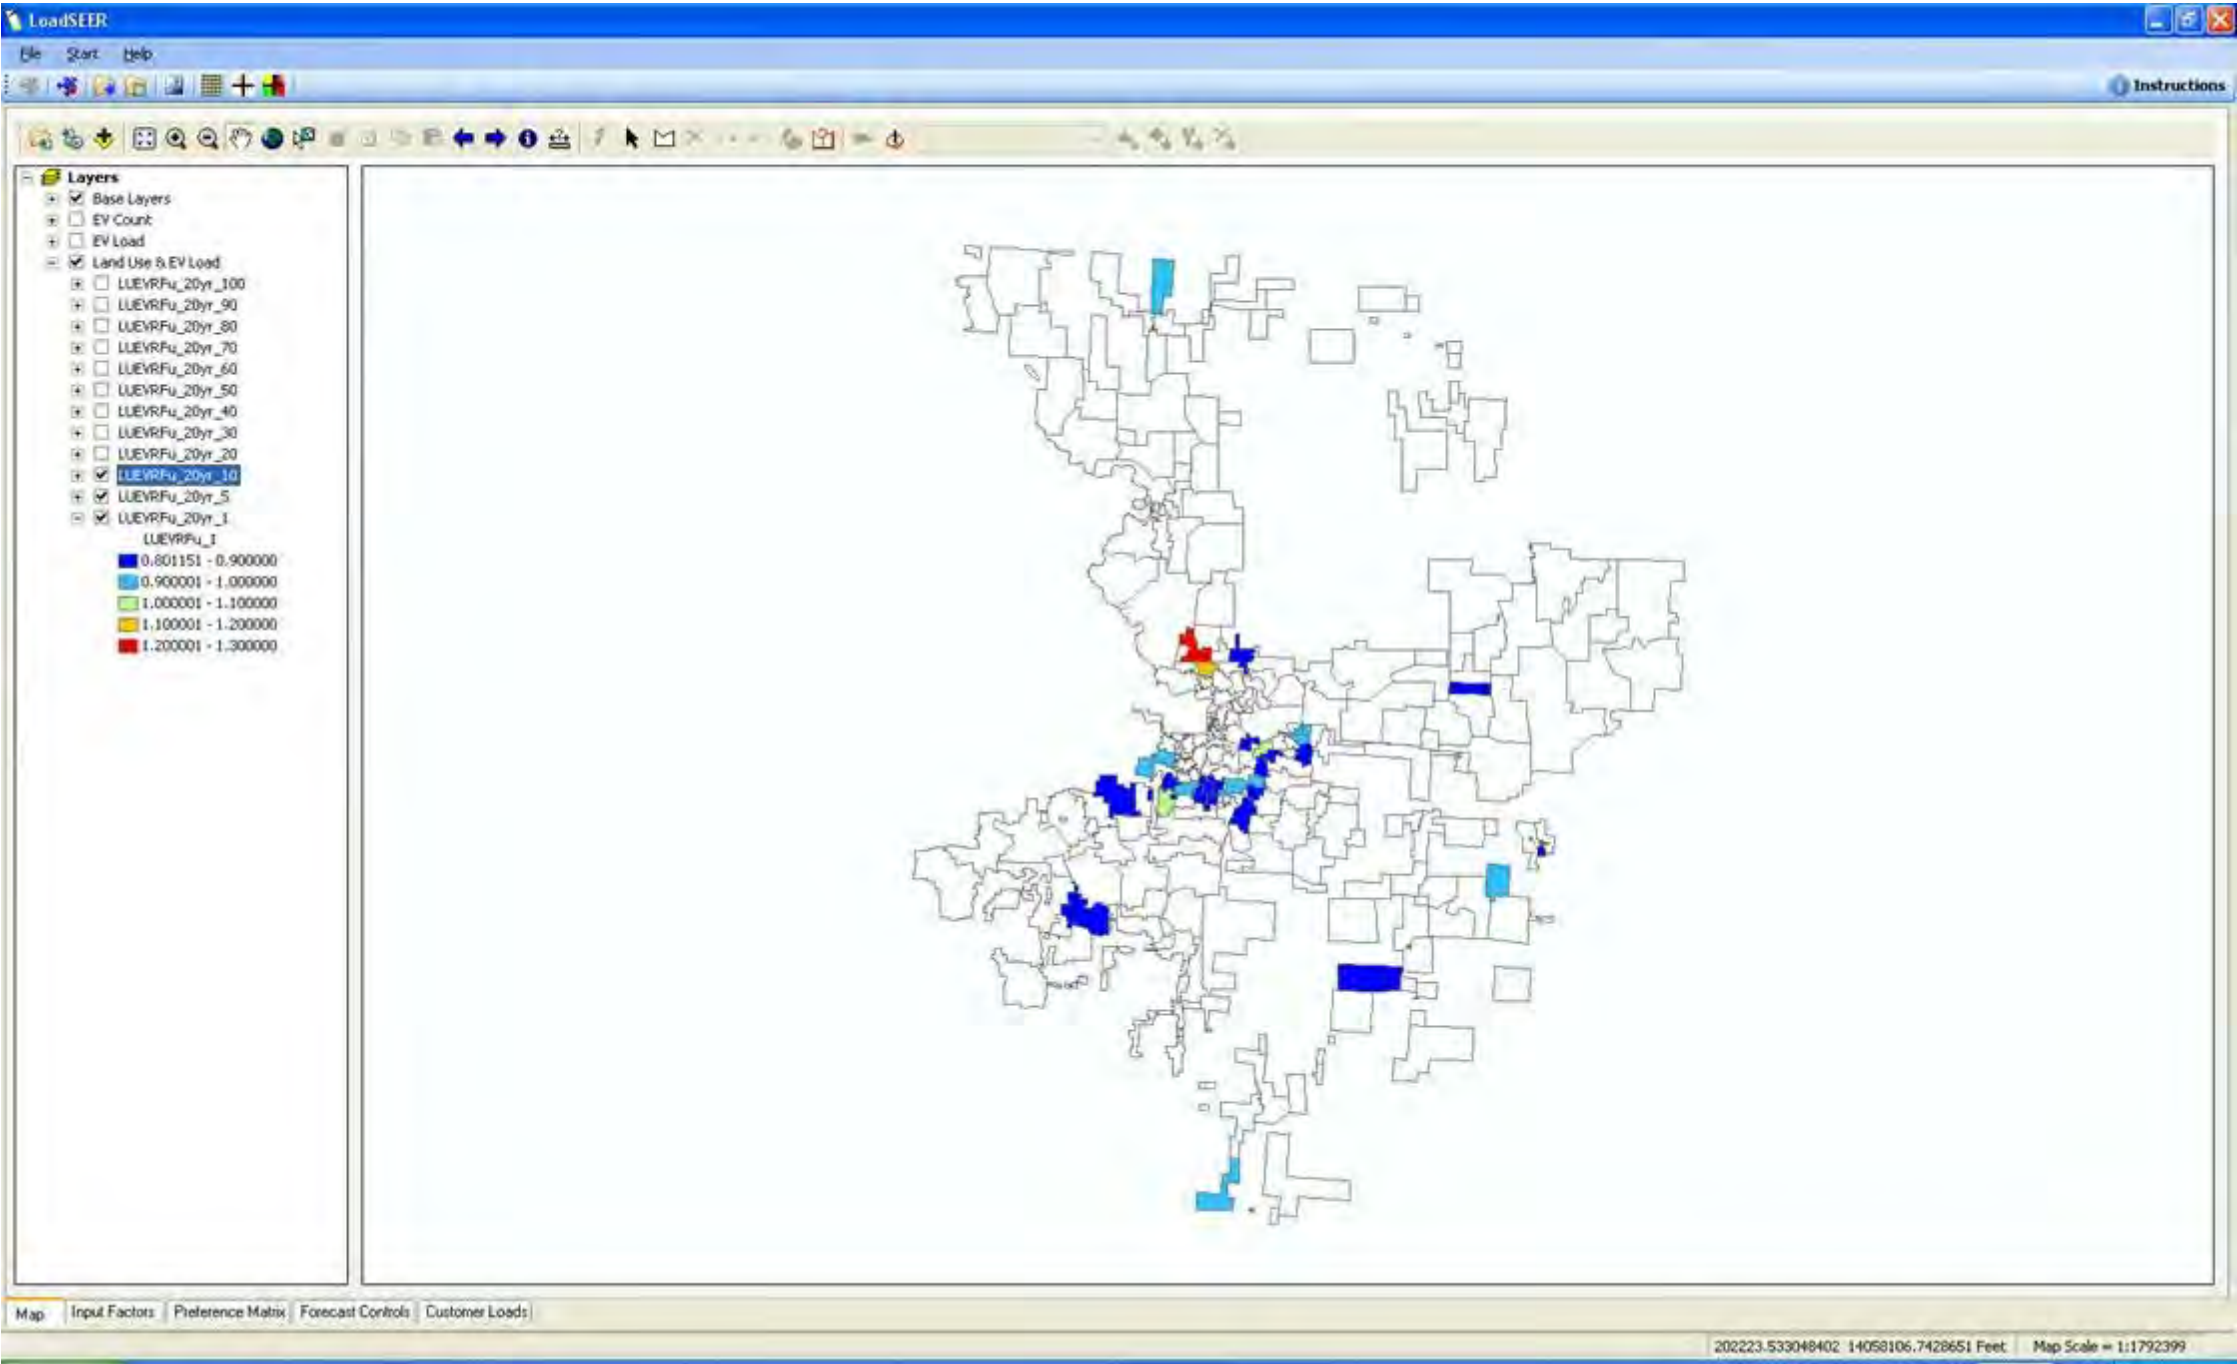 LoadSEER
File Start Help
Instructions
Layers
Base Layers
EV Count
EV Load
Land Use & EV Load
LUEVRFu_20yr_100
LUEVRFu_20yr_90
LUEVRFu_20yr_80
LUEVRFu_20yr_70
LUEVRFu_20yr_60
LUEVRFu_20yr_50
LUEVRFu_20yr_40
LUEVRFu_20yr_30
LUEVRFu_20yr_20
LUEVRFu_20yr_10
LUEVRFu_20yr_5
LUEVRFu_20yr_1
LUEVRFu_1
0.801151 - 0.900000
0.900001 - 1.000000
1.000001 - 1.100000
1.100001 - 1.200000
1.200001 - 1.300000
Map Input Factors Preference Matrix Forecast Controls Customer Loads
202223.533048402 14058106.7428651 Feet Map Scale = 1:1792399